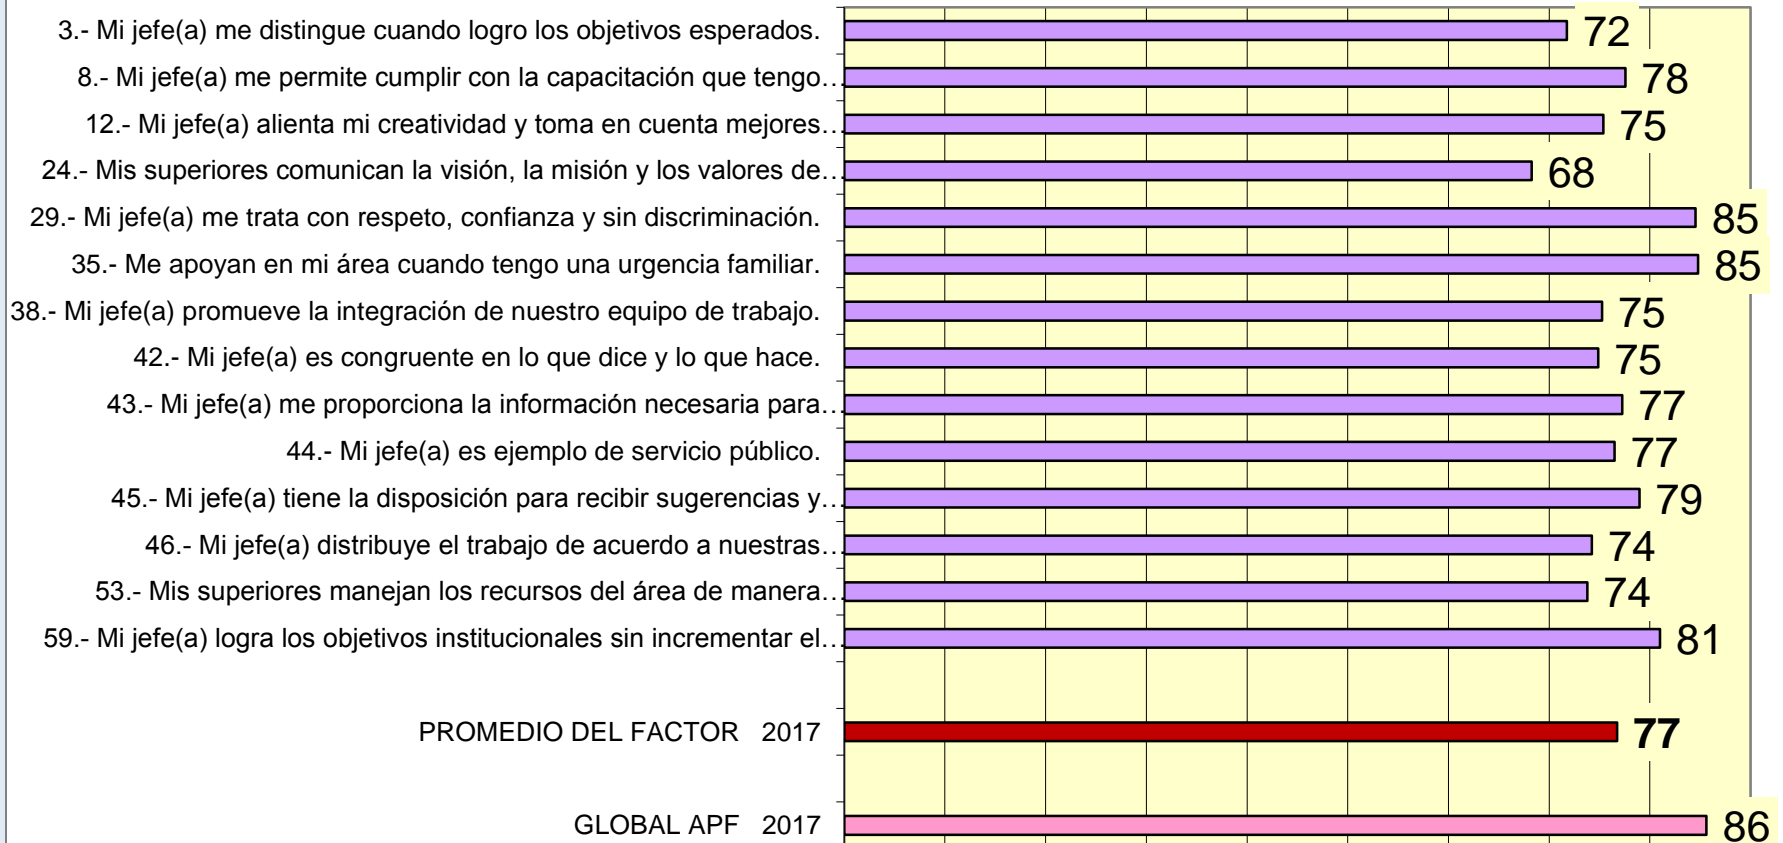 3.- Mi jefe(a) me distingue cuando logro los objetivos esperados. 72
8.- Mi jefe(a) me permite cumplir con la capacitación que tengo… 78
12.- Mi jefe(a) alienta mi creatividad y toma en cuenta mejores… 75
24.- Mis superiores comunican la visión, la misión y los valores de… 68
29.- Mi jefe(a) me trata con respeto, confianza y sin discriminación. 85
35.- Me apoyan en mi área cuando tengo una urgencia familiar. 85
38.- Mi jefe(a) promueve la integración de nuestro equipo de trabajo. 75
42.- Mi jefe(a) es congruente en lo que dice y lo que hace. 75
43.- Mi jefe(a) me proporciona la información necesaria para… 77
44.- Mi jefe(a) es ejemplo de servicio público. 77
45.- Mi jefe(a) tiene la disposición para recibir sugerencias y… 79
46.- Mi jefe(a) distribuye el trabajo de acuerdo a nuestras… 74
53.- Mis superiores manejan los recursos del área de manera… 74
59.- Mi jefe(a) logra los objetivos institucionales sin incrementar el… 81
PROMEDIO DEL FACTOR 2017 77
GLOBAL APF 2017 86